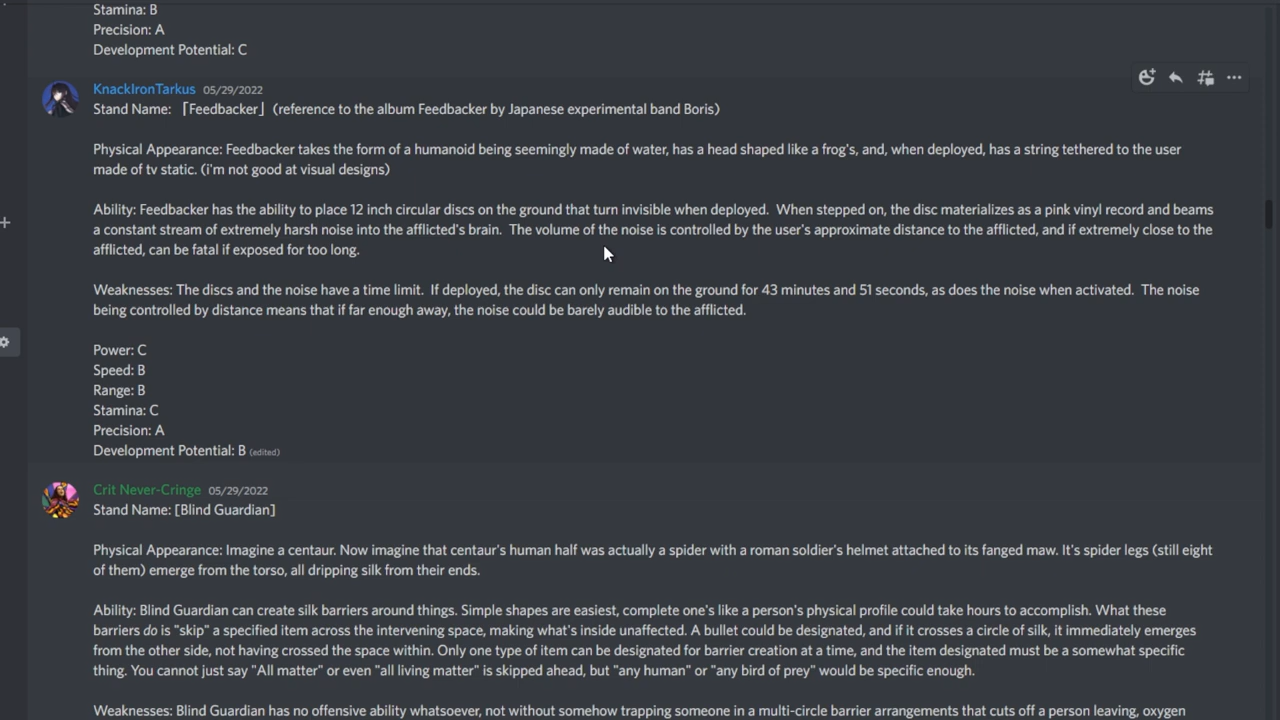 Stamina: B
Precision: A
Development Potential: C
KnackIronTarkus 05/29/2022
Stand Name: ｢Feedbacker｣ (reference to the album Feedbacker by Japanese experimental band Boris)
Physical Appearance: Feedbacker takes the form of a humanoid being seemingly made of water, has a head shaped like a frog's, and, when deployed, has a string tethered to the user
made of tv static. (i'm not good at visual designs)
Ability: Feedbacker has the ability to place 12 inch circular discs on the ground that turn invisible when deployed. When stepped on, the disc materializes as a pink vinyl record and beams
a constant stream of extremely harsh noise into the afflicted's brain. The volume of the noise is controlled by the user's approximate distance to the afflicted, and if extremely close to the
afflicted, can be fatal if exposed for too long.
Weaknesses: The discs and the noise have a time limit. If deployed, the disc can only remain on the ground for 43 minutes and 51 seconds, as does the noise when activated. The noise
being controlled by distance means that if far enough away, the noise could be barely audible to the afflicted.
Power: C
Speed: B
Range: B
Stamina: C
Precision: A
Development Potential: B (edited)
Crit Never-Cringe 05/29/2022
Stand Name: [Blind Guardian]
Physical Appearance: Imagine a centaur. Now imagine that centaur's human half was actually a spider with a roman soldier's helmet attached to its fanged maw. It's spider legs (still eight
of them) emerge from the torso, all dripping silk from their ends.
Ability: Blind Guardian can create silk barriers around things. Simple shapes are easiest, complete one's like a person's physical profile could take hours to accomplish. What these
barriers do is "skip" a specified item across the intervening space, making what's inside unaffected. A bullet could be designated, and if it crosses a circle of silk, it immediately emerges
from the other side, not having crossed the space within. Only one type of item can be designated for barrier creation at a time, and the item designated must be a somewhat specific
thing. You cannot just say "All matter" or even "all living matter" is skipped ahead, but "any human" or "any bird of prey" would be specific enough.
Weaknesses: Blind Guardian has no offensive ability whatsoever, not without somehow trapping someone in a multi-circle barrier arrangements that cuts off a person leaving, oxygen